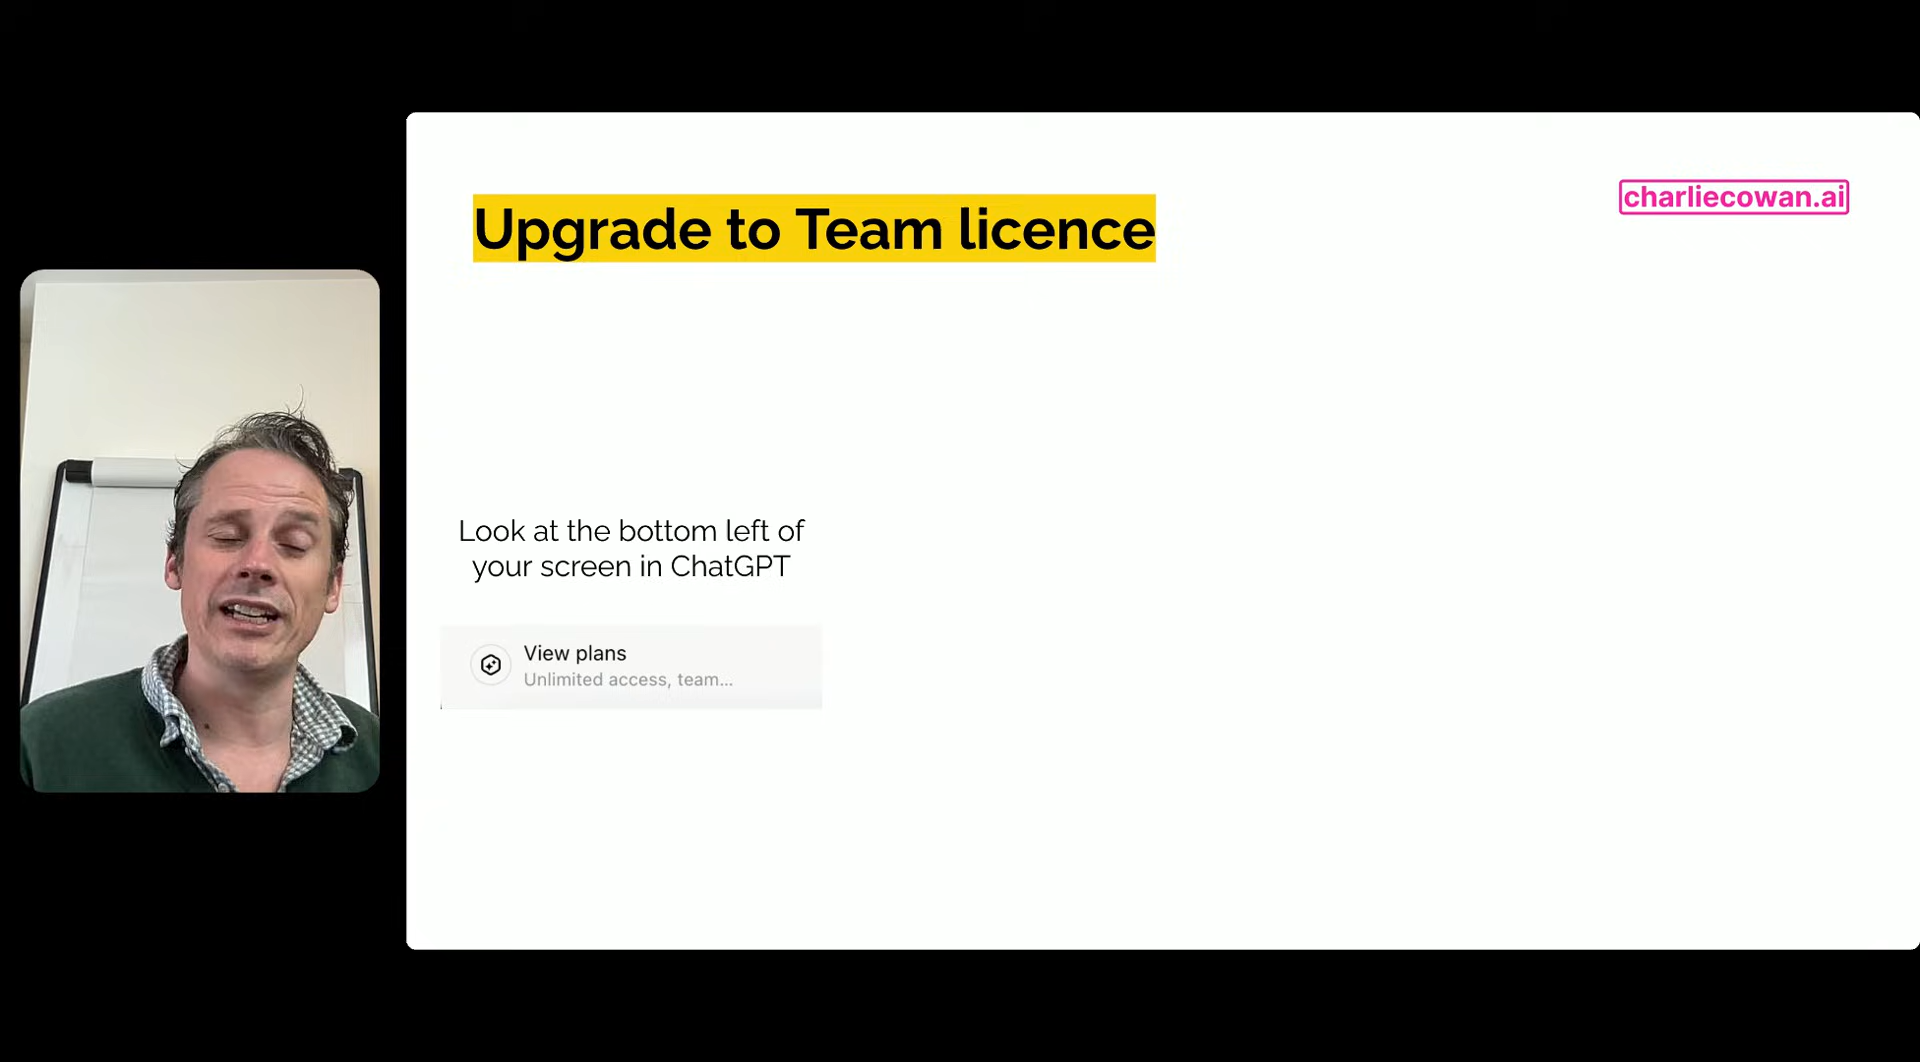 Upgrade to Team licence
charliecowan.ai
Look at the bottom left of
your screen in ChatGPT
View plans
Unlimited access, team...